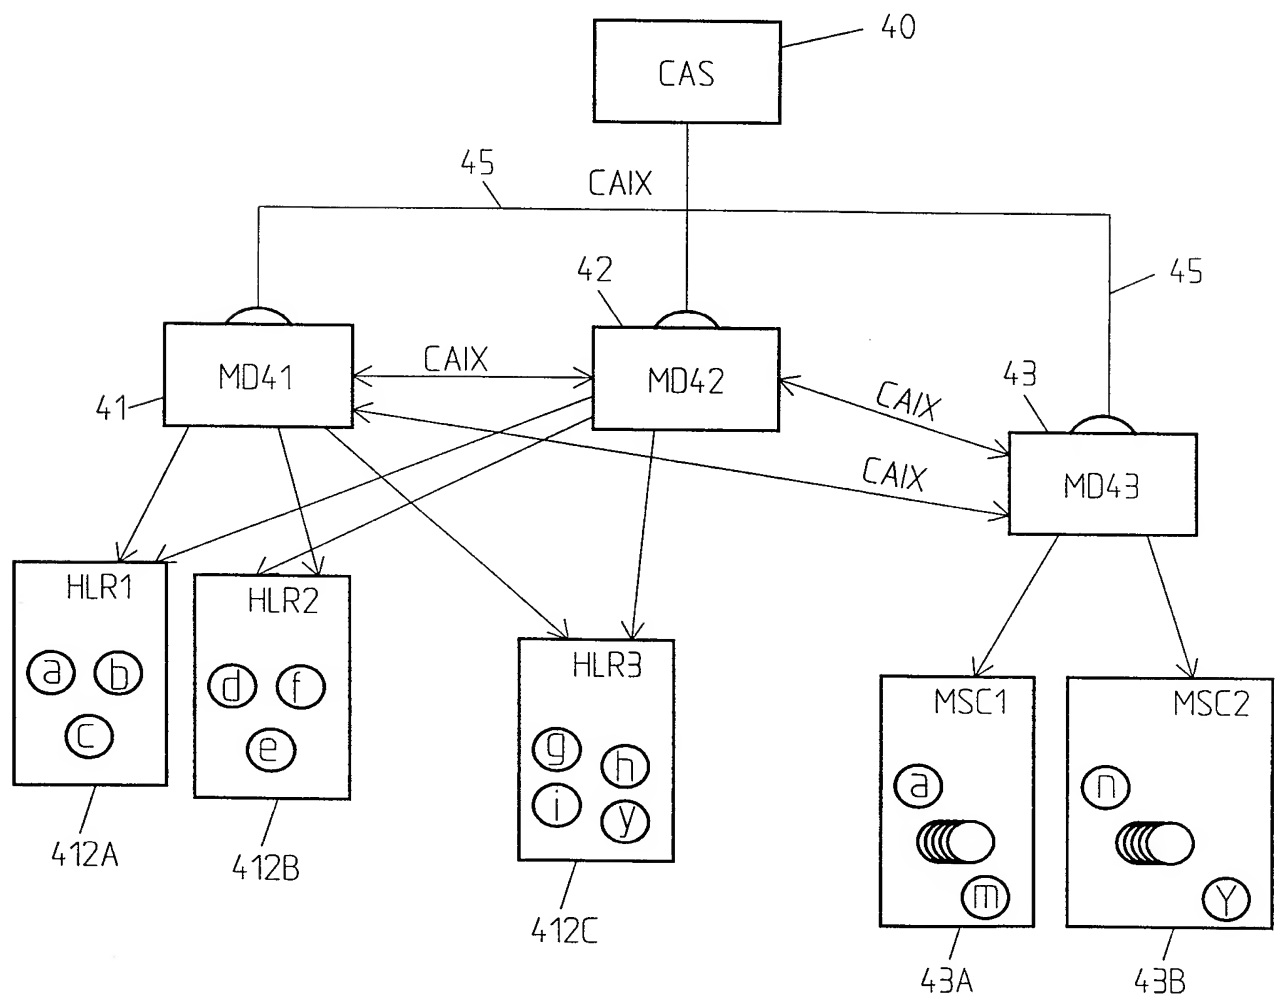 40
CAS
45
CAIX
42
45
MD41
CAIX
MD42
43
CAIX
41
CAIX
MD43
HLR1
HLR2
HLR3
a
b
d
f
MSC1
MSC2
c
e
g
h
i
y
a
n
m
Y
412A
412B
412C
43A
43B